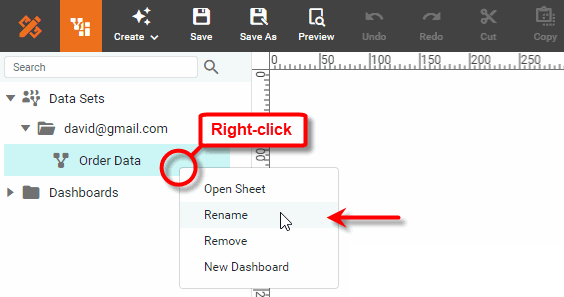 Create Save Save As Preview Undo Redo Cut Copy
Search
0 50 100 150 200 250
0
Data Sets
david@gmail.com
Right-click
Order Data
Open Sheet
Rename
Remove
New Dashboard
Dashboards